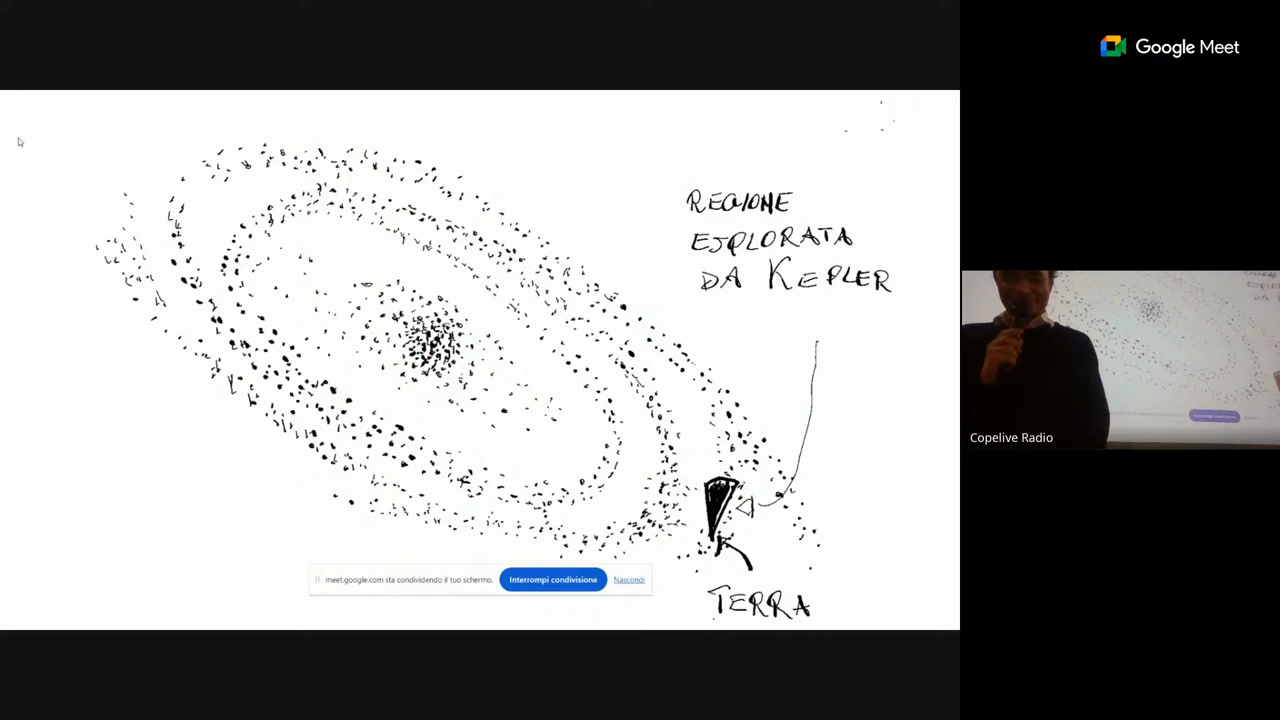 Google Meet
REGIONE
ESPLORATA
DA KEPLER
Copelive Radio
meet.google.com sta condividendo il tuo schermo.
Interrompi condivisione
Nascondi
TERRA